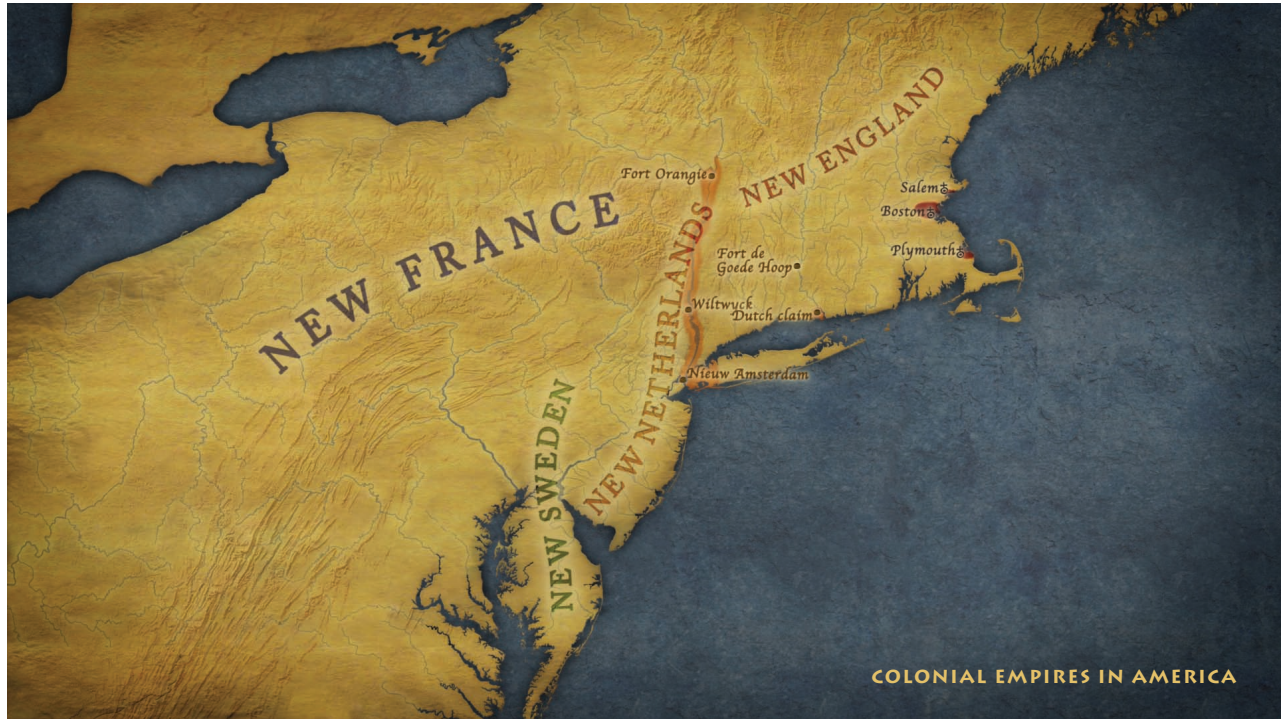 NEW ENGLAND
Fort Orangie
Salem
NEW FRANCE
Boston
Plymouth
Fort de
Goede Hoop
NEW NETHERLANDS
Wiltwyck
Dutch claim
Nieuw Amsterdam
NEW SWEDEN
COLONIAL EMPIRES IN AMERICA